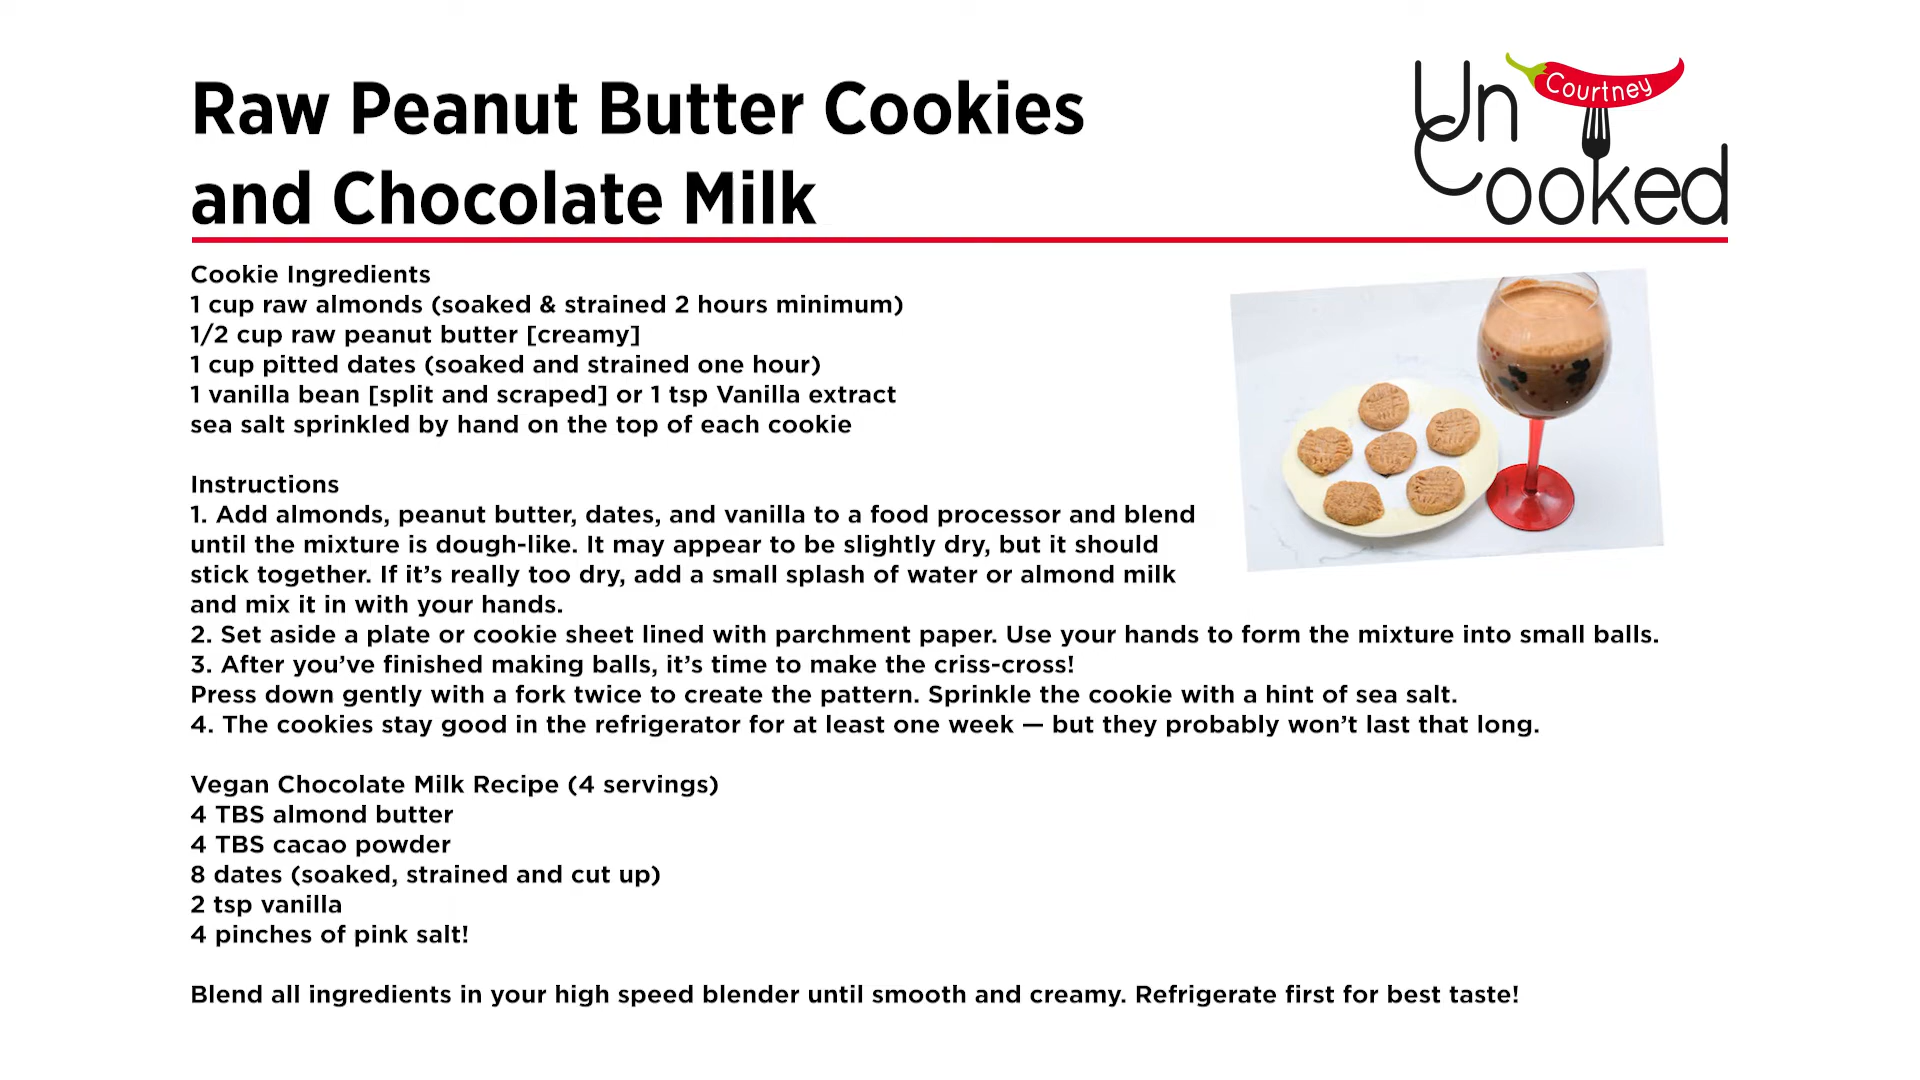 Raw Peanut Butter Cookies
and Chocolate Milk
Un
Courtney
Cooked
Cookie Ingredients
1 cup raw almonds (soaked & strained 2 hours minimum)
1/2 cup raw peanut butter [creamy]
1 cup pitted dates (soaked and strained one hour)
1 vanilla bean [split and scraped] or 1 tsp Vanilla extract
sea salt sprinkled by hand on the top of each cookie
Instructions
1. Add almonds, peanut butter, dates, and vanilla to a food processor and blend
until the mixture is dough-like. It may appear to be slightly dry, but it should
stick together. If it’s really too dry, add a small splash of water or almond milk
and mix it in with your hands.
2. Set aside a plate or cookie sheet lined with parchment paper. Use your hands to form the mixture into small balls.
3. After you’ve finished making balls, it’s time to make the criss-cross!
Press down gently with a fork twice to create the pattern. Sprinkle the cookie with a hint of sea salt.
4. The cookies stay good in the refrigerator for at least one week — but they probably won’t last that long.
Vegan Chocolate Milk Recipe (4 servings)
4 TBS almond butter
4 TBS cacao powder
8 dates (soaked, strained and cut up)
2 tsp vanilla
4 pinches of pink salt!
Blend all ingredients in your high speed blender until smooth and creamy. Refrigerate first for best taste!